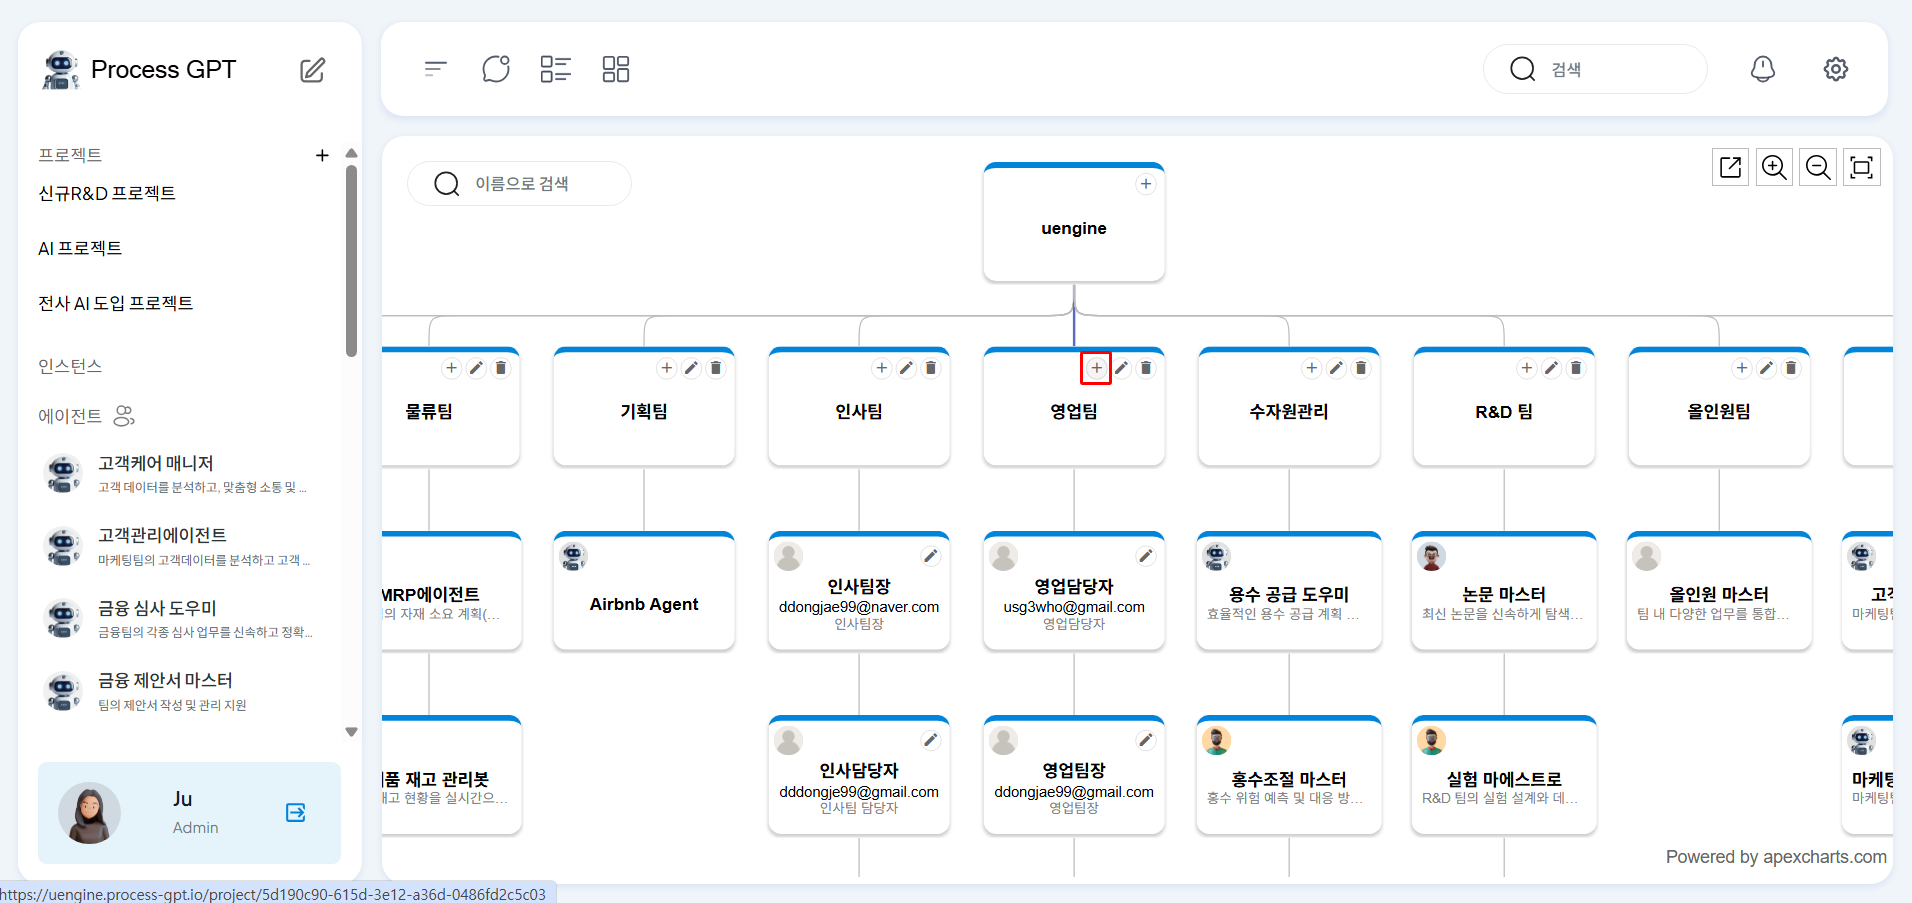 Process GPT
검색
프로젝트
신규R&D 프로젝트
AI 프로젝트
전사 AI 도입 프로젝트
인스턴스
에이전트
고객케어 매니저
고객 데이터를 분석하고, 맞춤형 소통 및 ...
고객관리에이전트
마케팅팀의 고객데이터를 분석하고 고객 ...
금융 심사 도우미
금융팀의 각종 심사 업무를 신속하고 정확...
금융 제안서 마스터
팀의 제안서 작성 및 관리 지원
Ju
Admin
이름으로 검색
uengine
물류팀
기획팀
인사팀
영업팀
수자원관리
R&D 팀
올인원팀
MRP에이전트
의 자재 소요 계획(...
Airbnb Agent
인사팀장
ddongjae99@naver.com
인사팀장
영업담당자
usg3who@gmail.com
영업담당자
용수 공급 도우미
효율적인 용수 공급 계획 ...
논문 마스터
최신 논문을 신속하게 탐색...
올인원 마스터
팀 내 다양한 업무를 통합...
고객
마케팅팀
품 재고 관리봇
재고 현황을 실시간으...
인사담당자
dddongje99@gmail.com
인사팀 담당자
영업팀장
ddongjae99@gmail.com
영업팀장
홍수조절 마스터
홍수 위험 예측 및 대응 방...
실험 마에스트로
R&D 팀의 실험 설계와 데...
마케팅
마케팅팀
Powered by apexcharts.com
https://uengine.process-gpt.io/project/5d190c90-615d-3e12-a36d-0486fd2c5c03